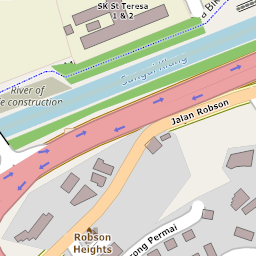 SK St Teresa
1 & 2
River of
e construction
Sungai Klang
Jalan Robson
Robson
Heights
ong Permai